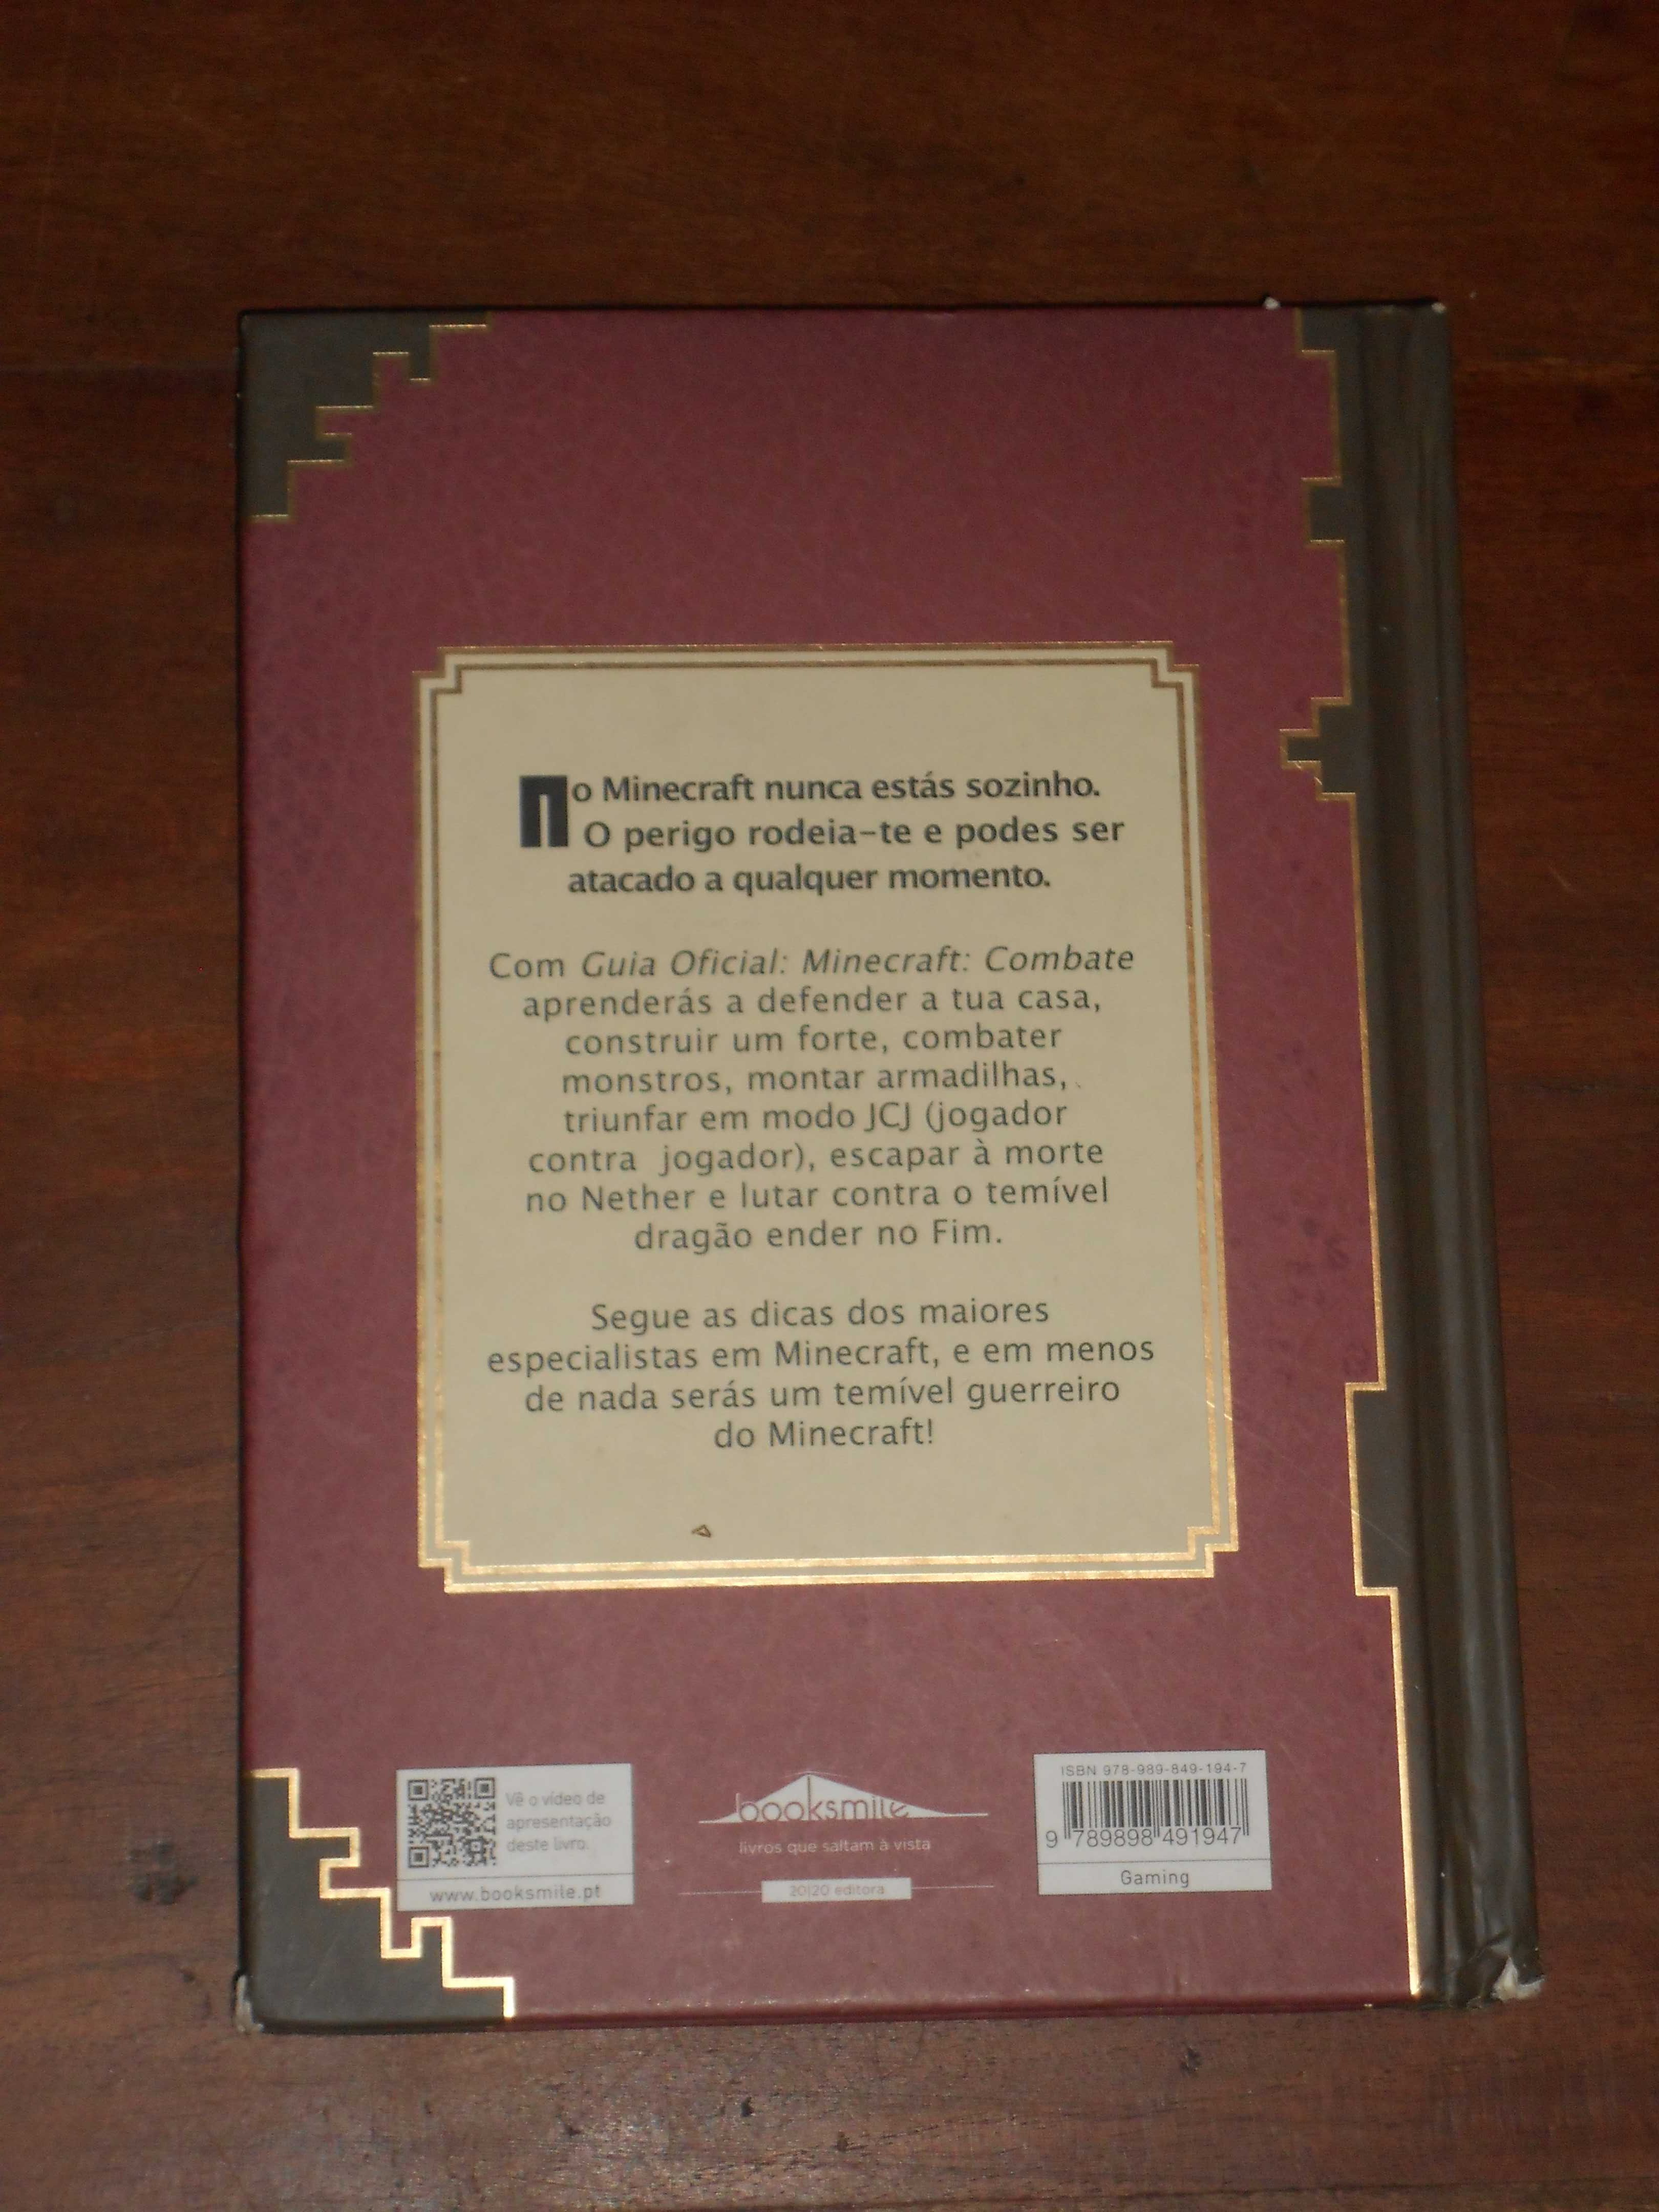 No Minecraft nunca estás sozinho.
O perigo rodeia-te e podes ser
atacado a qualquer momento.
Com Guia Oficial: Minecraft: Combate
aprenderás a defender a tua casa,
construir um forte, combater
monstros, montar armadilhas,
triunfar em modo JCJ (jogador
contra jogador), escapar à morte
no Nether e lutar contra o temível
dragão ender no Fim.
Segue as dicas dos maiores
especialistas em Minecraft, e em menos
de nada serás um temível guerreiro
do Minecraft!
Vê o vídeo de
apresentação
deste livro.
www.booksmile.pt
booksmile
livros que saltam à vista
20|20 editora
ISBN 978-989-849-194-7
9 789898 491947
Gaming